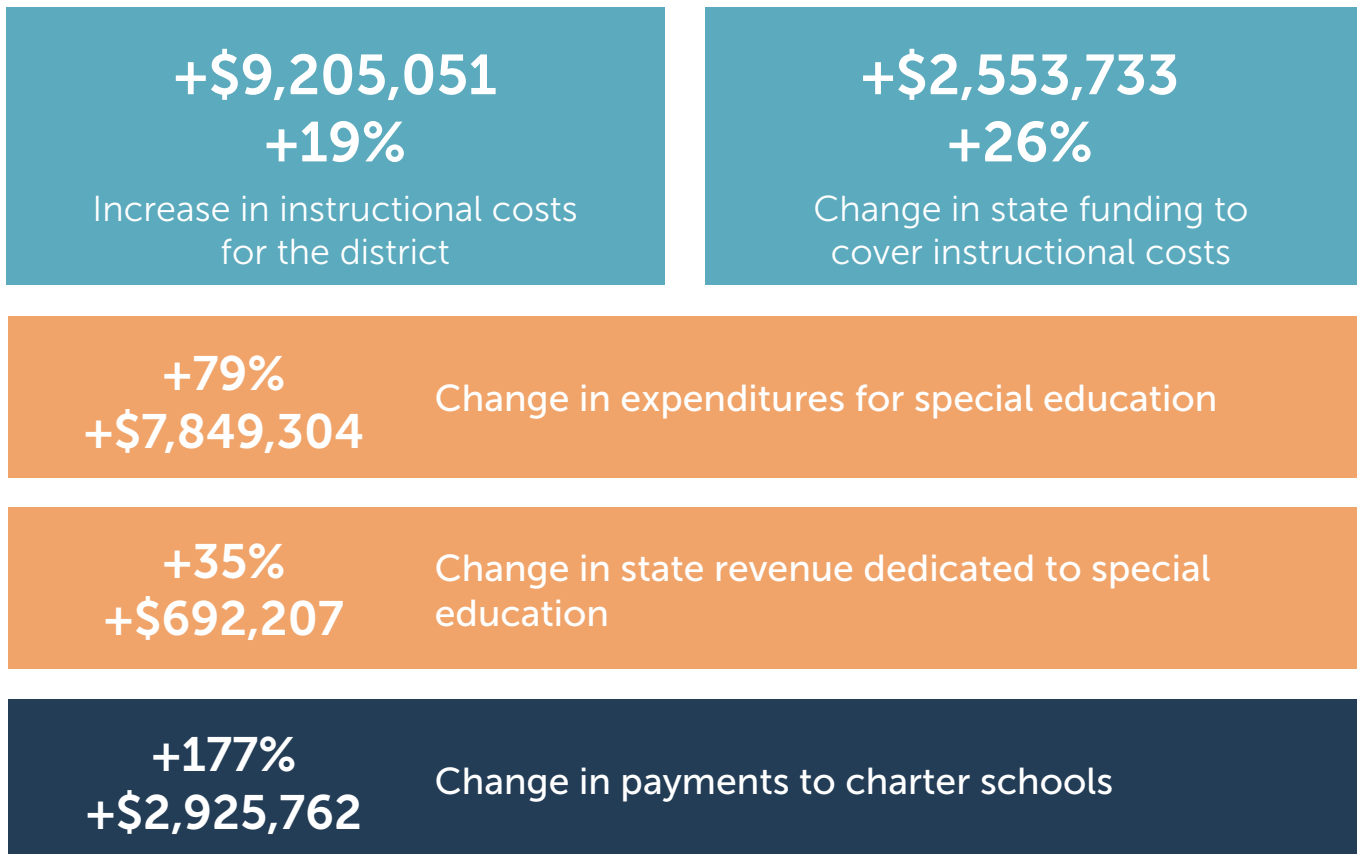 +$9,205,051
+19%
Increase in instructional costs
for the district
+$2,553,733
+26%
Change in state funding to
cover instructional costs
+79%
+$7,849,304
Change in expenditures for special education
+35%
+$692,207
Change in state revenue dedicated to special
education
+177%
+$2,925,762
Change in payments to charter schools